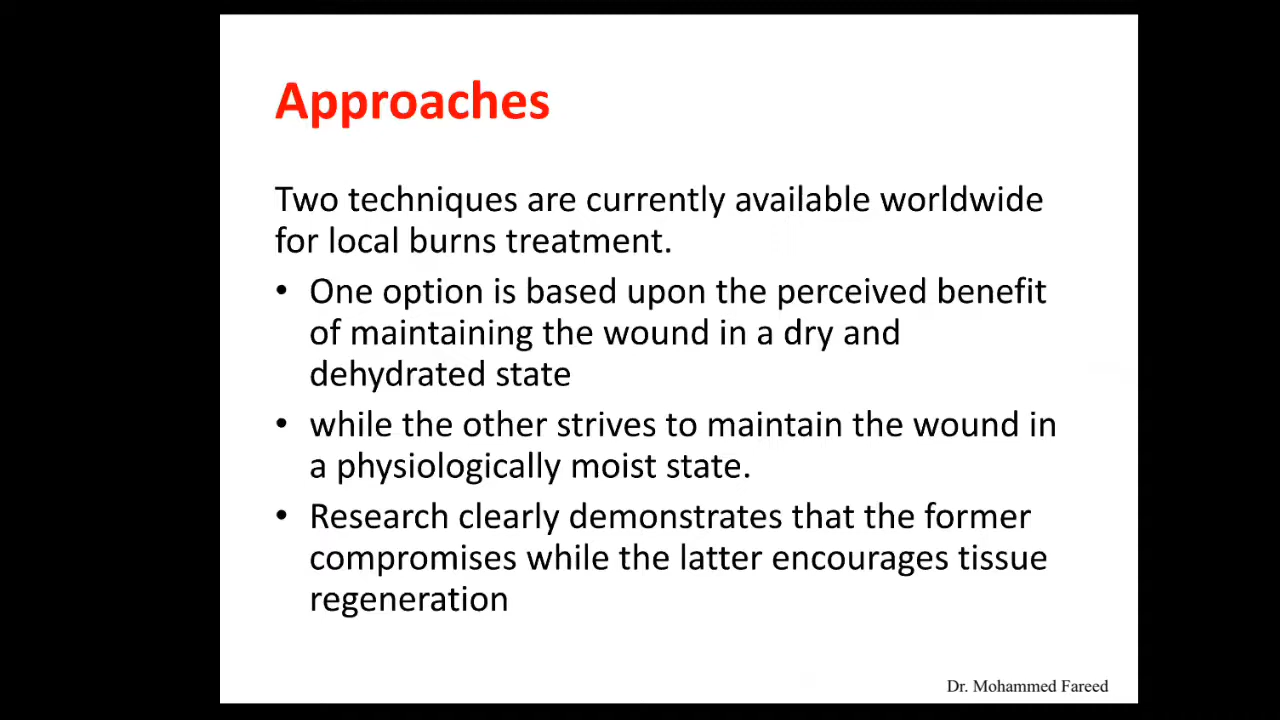 Approaches
Two techniques are currently available worldwide
for local burns treatment.
• One option is based upon the perceived benefit
of maintaining the wound in a dry and
dehydrated state
• while the other strives to maintain the wound in
a physiologically moist state.
• Research clearly demonstrates that the former
compromises while the latter encourages tissue
regeneration
Dr. Mohammed Fareed